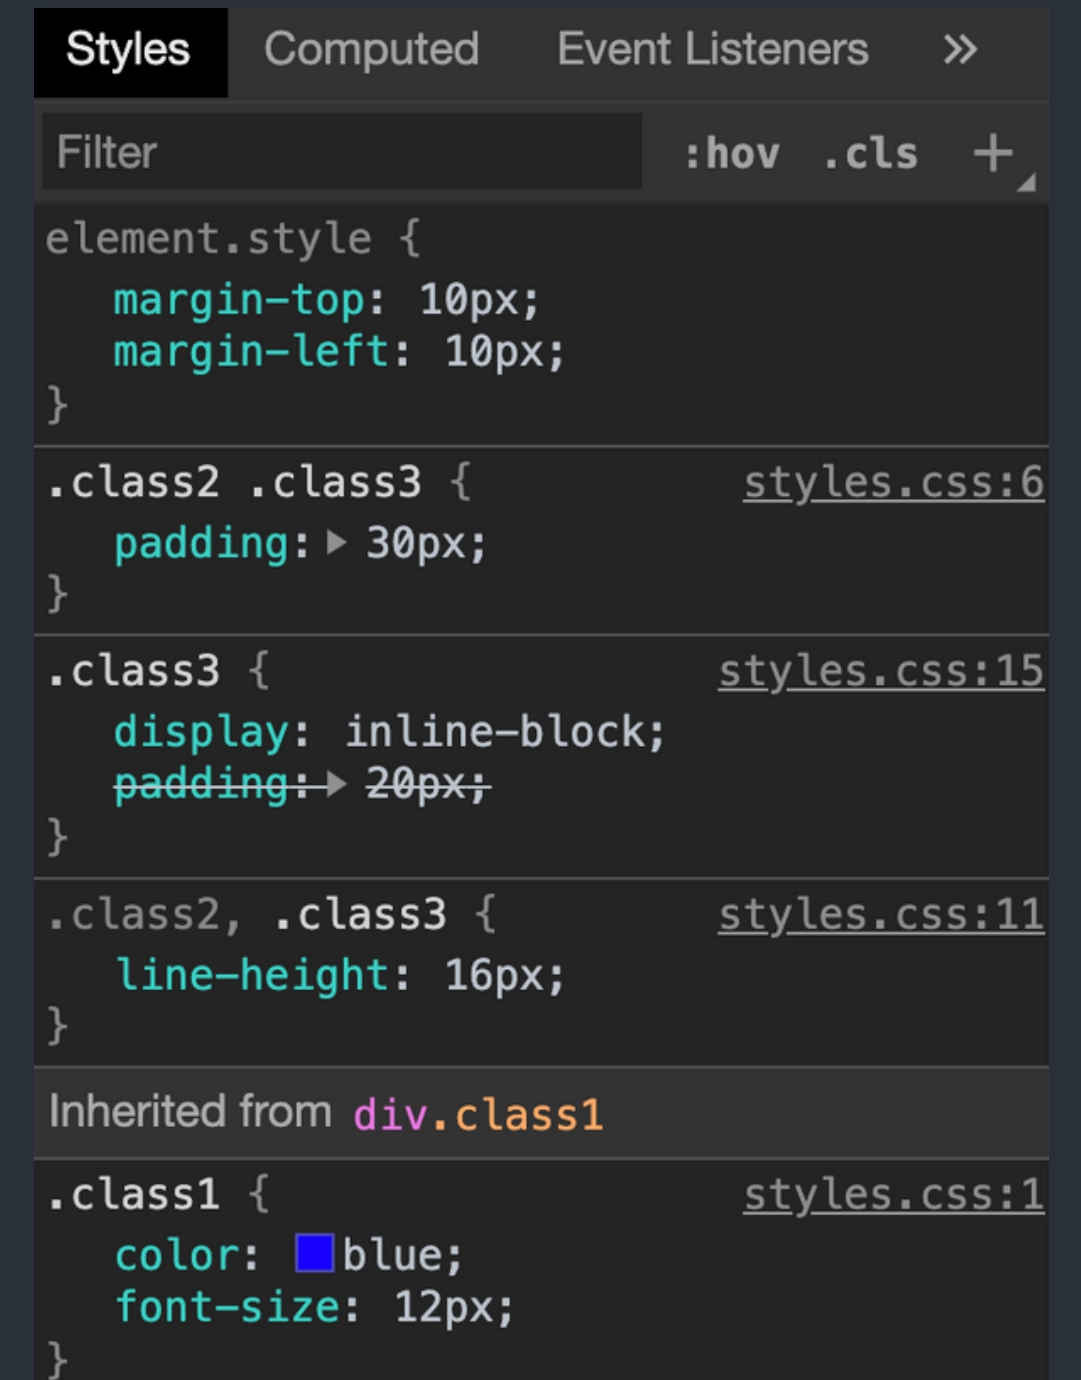 Styles Computed Event Listeners »
Filter :hov .cls +
element.style {
margin-top: 10px;
margin-left: 10px;
}
.class2 .class3 { styles.css:6
padding: 30px;
}
.class3 { styles.css:15
display: inline-block;
padding: 20px;
}
.class2, .class3 { styles.css:11
line-height: 16px;
}
Inherited from div.class1
.class1 { styles.css:1
color: blue;
font-size: 12px;
}